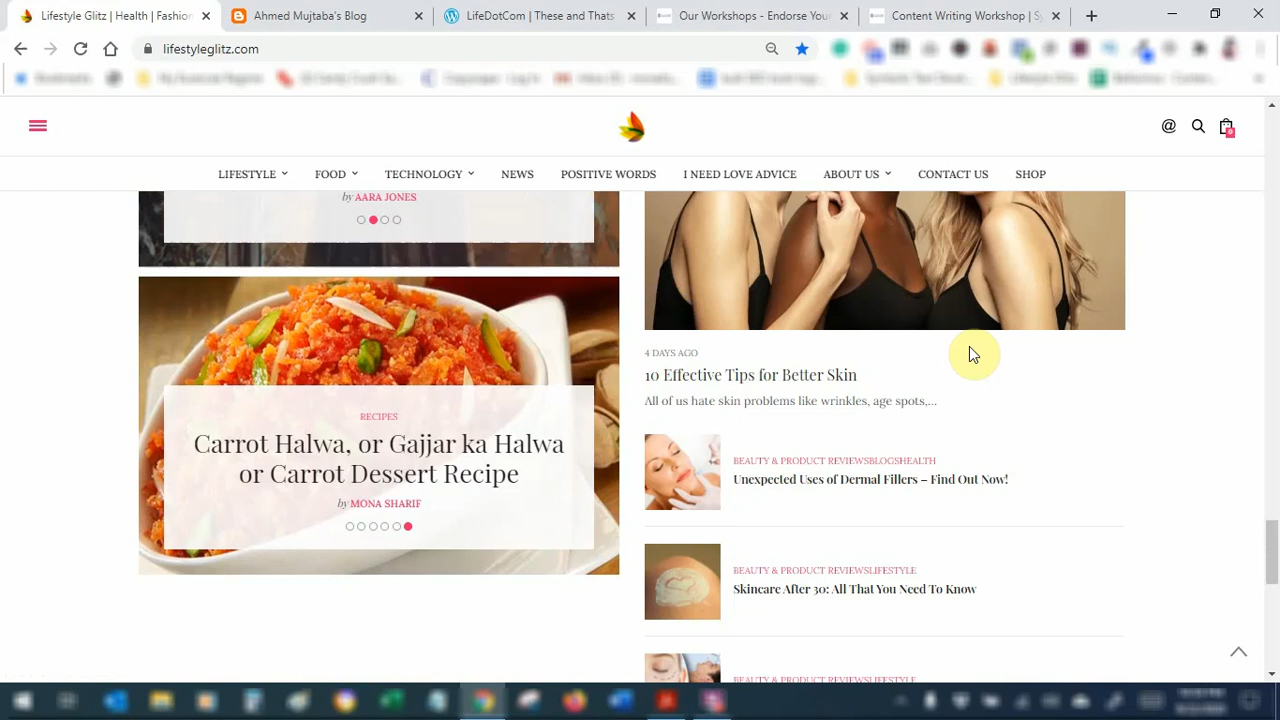 Lifestyle Glitz | Health | Fashion
Ahmed Mujtaba's Blog
LifeDotCom | These and Thats
Our Workshops - Endorse Your
Content Writing Workshop | Sy
lifestyleglitz.com
LIFESTYLE
FOOD
TECHNOLOGY
NEWS
POSITIVE WORDS
I NEED LOVE ADVICE
ABOUT US
CONTACT US
SHOP
by AARA JONES
RECIPES
Carrot Halwa, or Gajjar ka Halwa
or Carrot Dessert Recipe
by MONA SHARIF
4 DAYS AGO
10 Effective Tips for Better Skin
All of us hate skin problems like wrinkles, age spots,...
BEAUTY & PRODUCT REVIEWSBLOGSHEALTH
Unexpected Uses of Dermal Fillers – Find Out Now!
BEAUTY & PRODUCT REVIEWSLIFESTYLE
Skincare After 30: All That You Need To Know
BEAUTY & PRODUCT REVIEWSLIFESTYLE